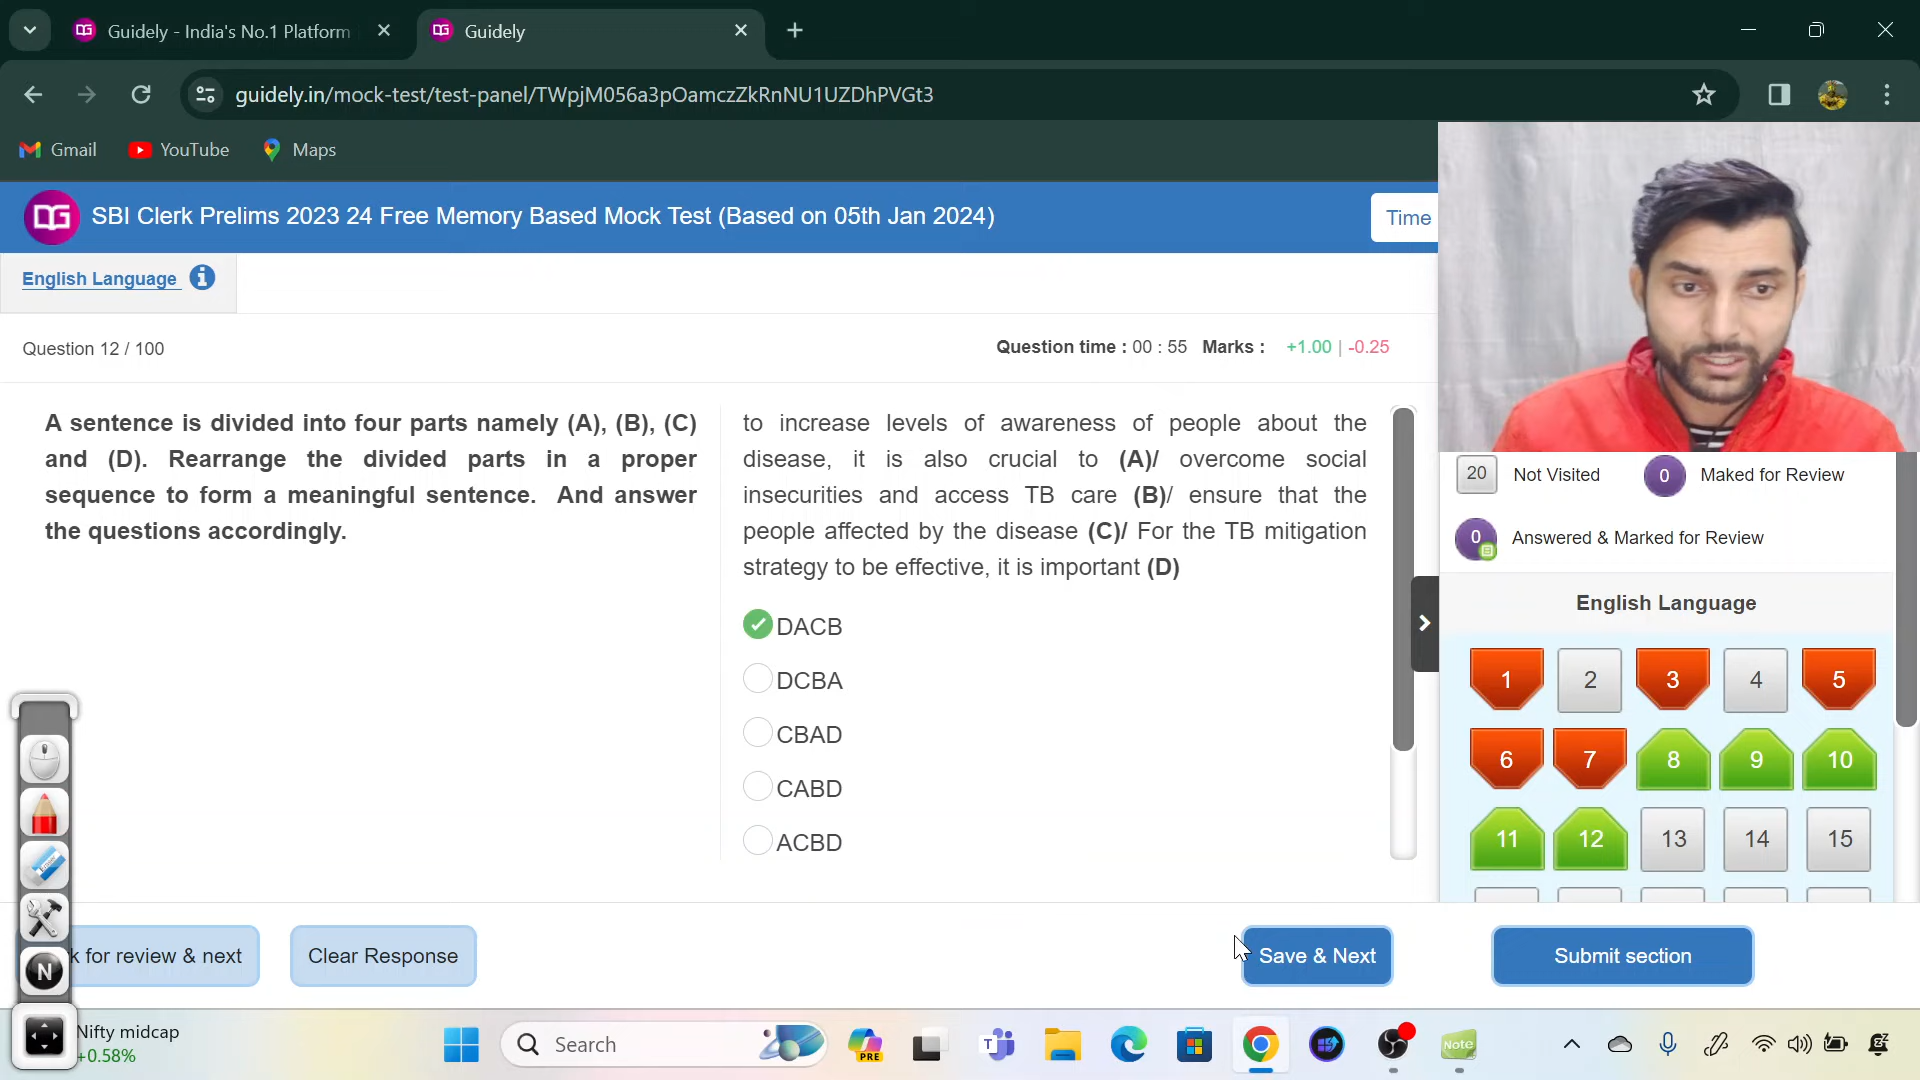 Guidely - India's No.1 Platform
Guidely
guidely.in/mock-test/test-panel/TWpjM056a3pOamczZkRnNU1UZDhPVGt3
Gmail
YouTube
Maps
DG
SBI Clerk Prelims 2023 24 Free Memory Based Mock Test (Based on 05th Jan 2024)
Time
English Language
Question 12 / 100
Question time : 00 : 55 Marks : +1.00 | -0.25
A sentence is divided into four parts namely (A), (B), (C)
and (D). Rearrange the divided parts in a proper
sequence to form a meaningful sentence. And answer
the questions accordingly.
to increase levels of awareness of people about the
disease, it is also crucial to (A)/ overcome social
insecurities and access TB care (B)/ ensure that the
people affected by the disease (C)/ For the TB mitigation
strategy to be effective, it is important (D)
DACB
DCBA
CBAD
CABD
ACBD
20 Not Visited
0 Maked for Review
0 Answered & Marked for Review
English Language
1 2 3 4 5
6 7 8 9 10
11 12 13 14 15
k for review & next
Clear Response
Save & Next
Submit section
N
Nifty midcap
+0.58%
Search
PRE
T
Note